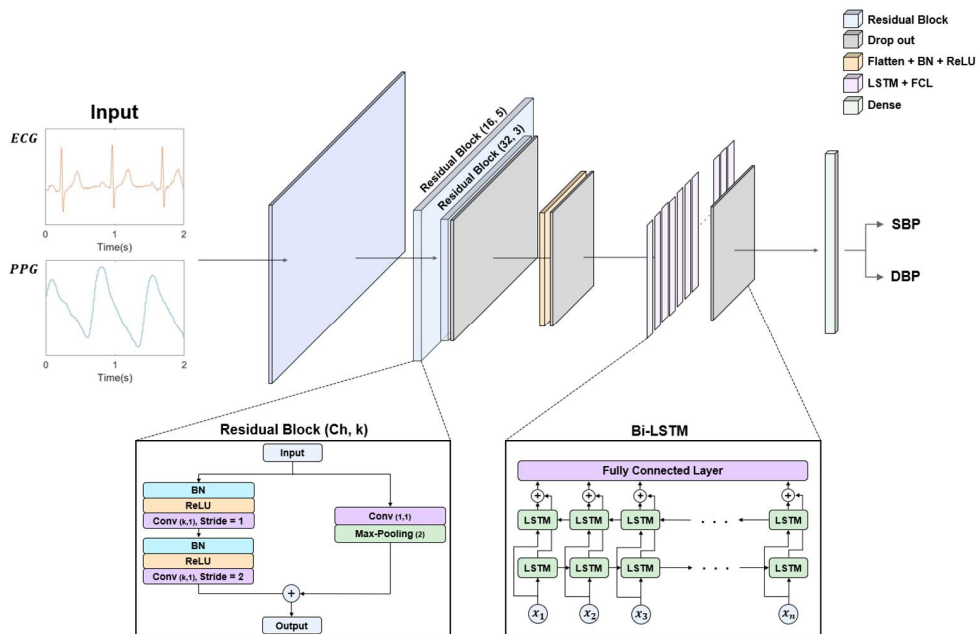 Residual Block
Drop out
Flatten + BN + ReLU
LSTM + FCL
Dense
Input
ECG
0
1
2
Time(s)
PPG
0
1
2
Time(s)
Residual Block (16, 5)
Residual Block (32, 3)
SBP
DBP
Residual Block (Ch, k)
Input
BN
ReLU
Conv (k,1), Stride = 1
BN
ReLU
Conv (k,1), Stride = 2
Conv (1,1)
Max-Pooling (2)
+
Output
Bi-LSTM
Fully Connected Layer
+ + + +
LSTM LSTM LSTM . . . LSTM
LSTM LSTM LSTM . . . LSTM
x1 x2 x3 xn